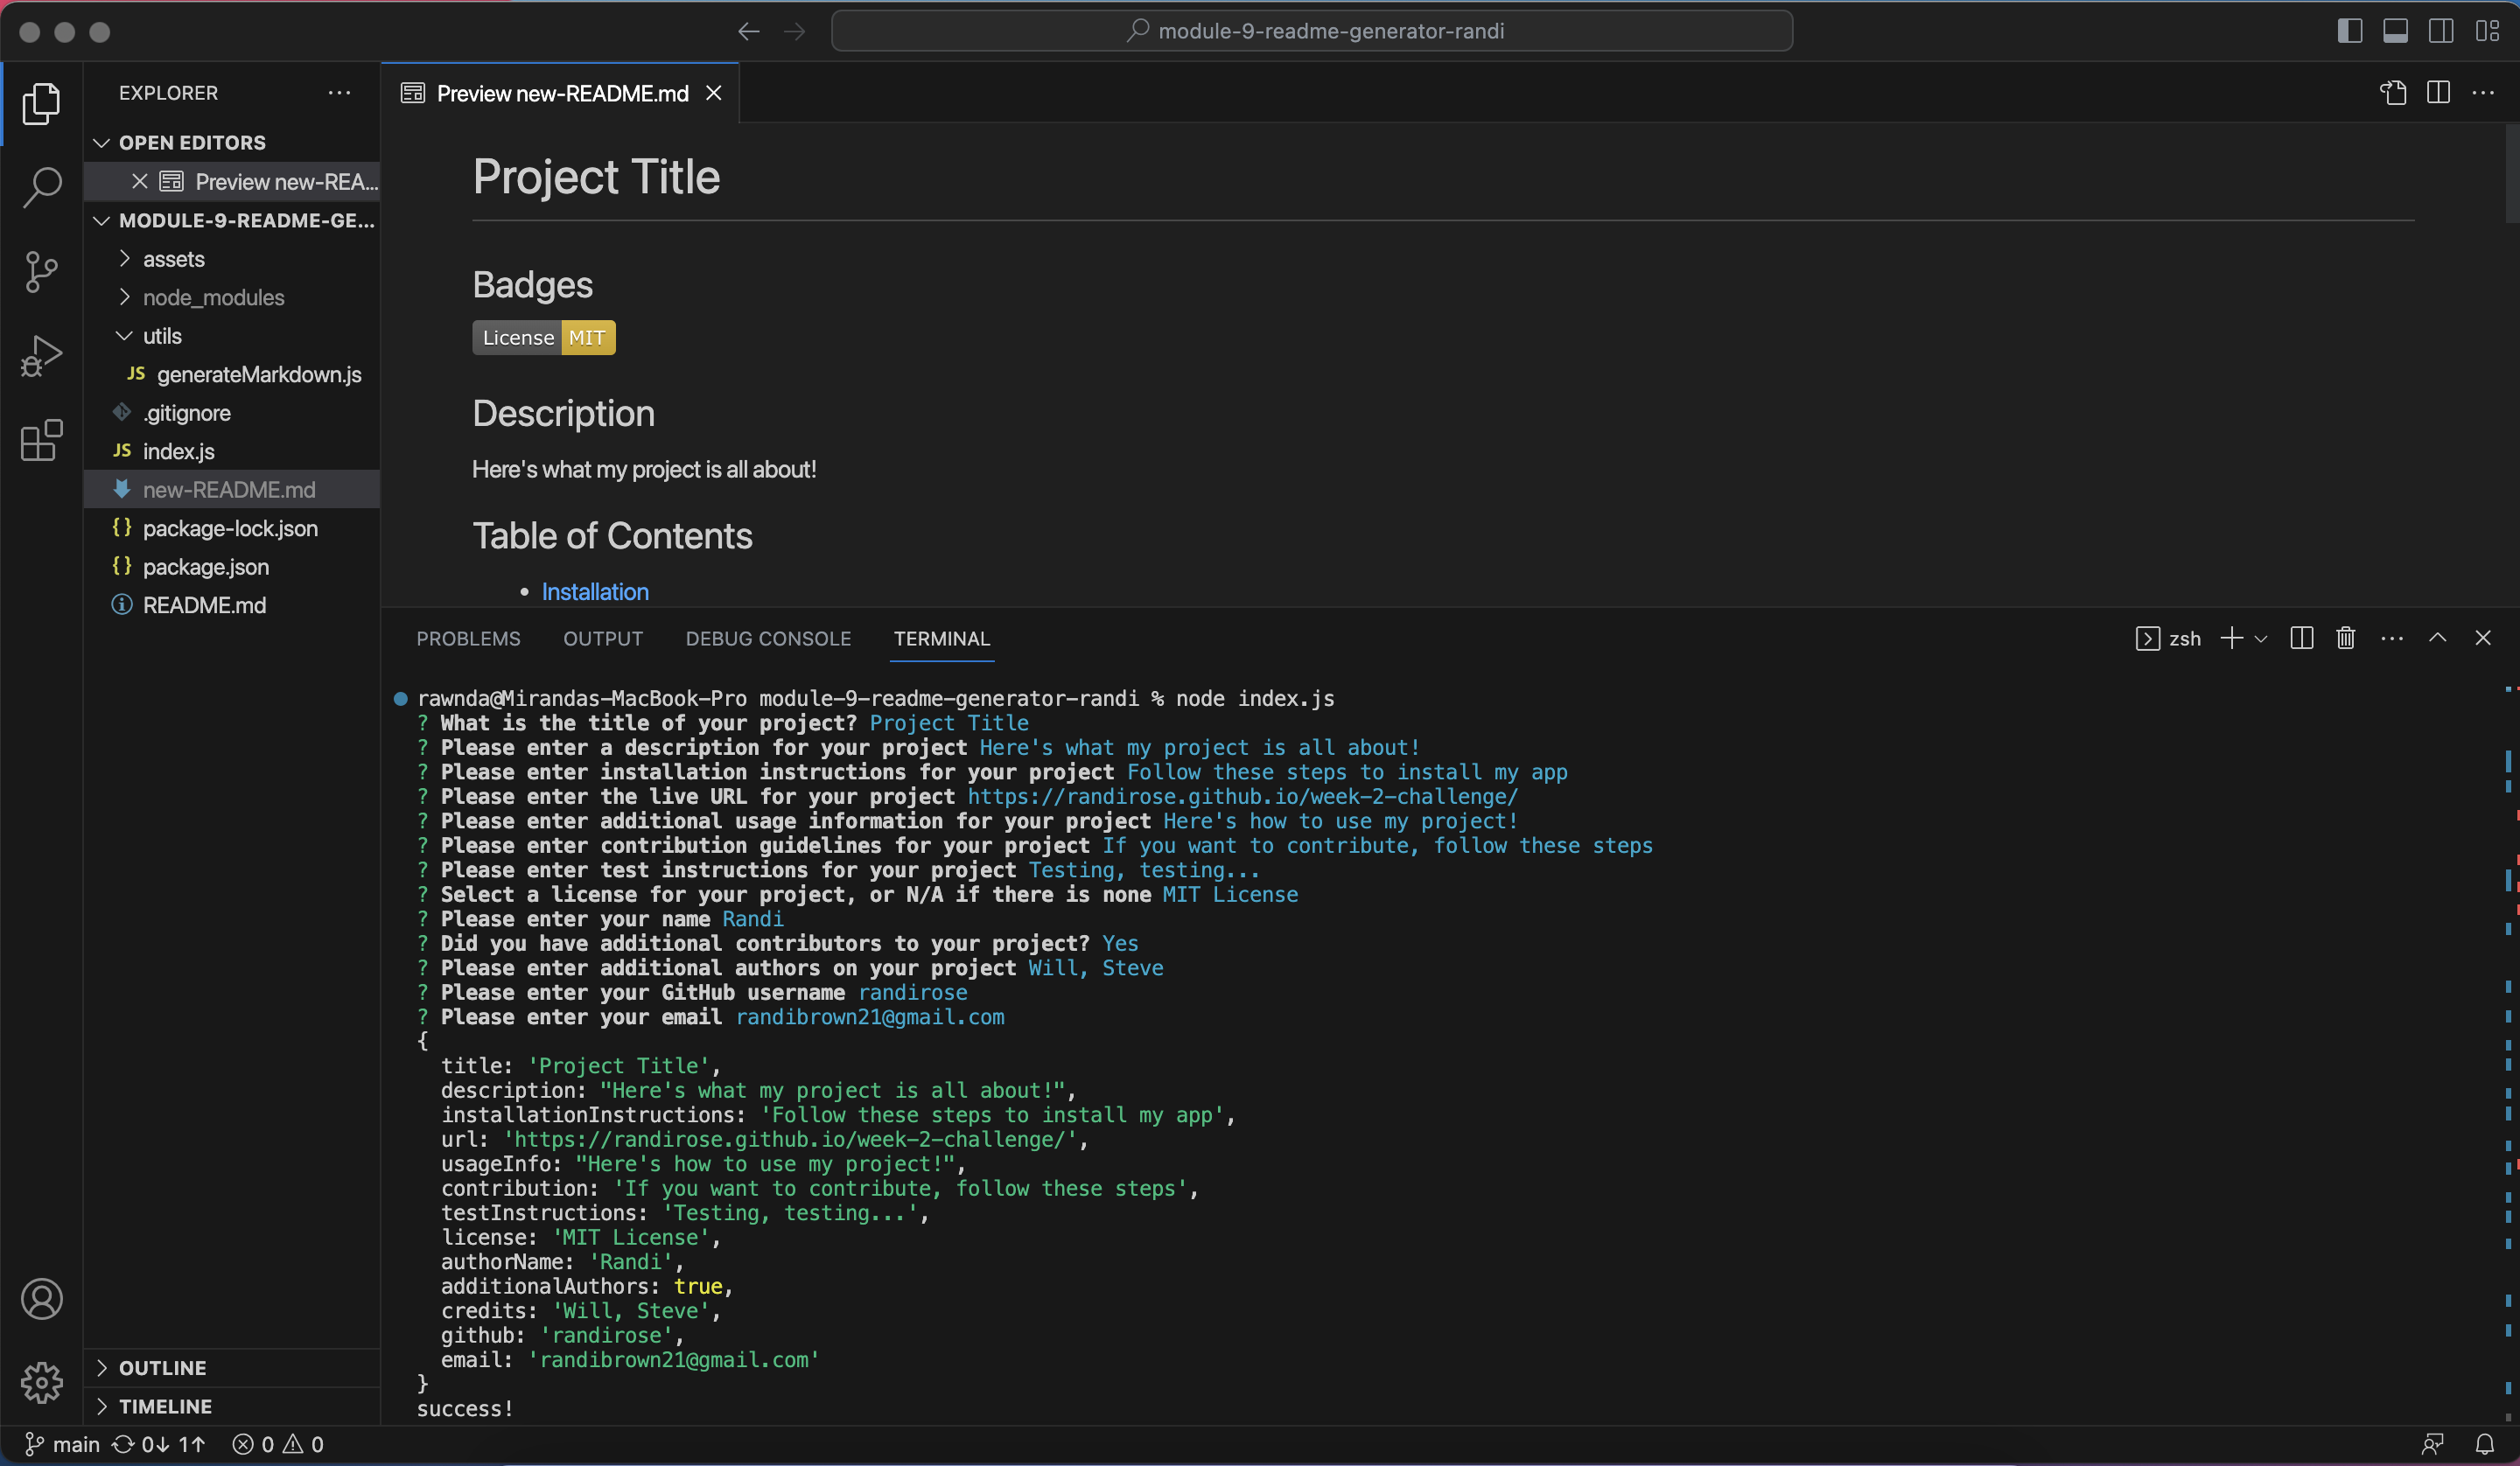 module-9-readme-generator-randi
EXPLORER
OPEN EDITORS
Preview new-REA...
MODULE-9-README-GE...
assets
node_modules
utils
JS generateMarkdown.js
.gitignore
JS index.js
new-README.md
{} package-lock.json
{} package.json
README.md
OUTLINE
TIMELINE
Preview new-README.md
Project Title
Badges
License MIT
Description
Here's what my project is all about!
Table of Contents
• Installation
PROBLEMS OUTPUT DEBUG CONSOLE TERMINAL
zsh
rawnda@Mirandas-MacBook-Pro module-9-readme-generator-randi % node index.js
? What is the title of your project? Project Title
? Please enter a description for your project Here's what my project is all about!
? Please enter installation instructions for your project Follow these steps to install my app
? Please enter the live URL for your project https://randirose.github.io/week-2-challenge/
? Please enter additional usage information for your project Here's how to use my project!
? Please enter contribution guidelines for your project If you want to contribute, follow these steps
? Please enter test instructions for your project Testing, testing...
? Select a license for your project, or N/A if there is none MIT License
? Please enter your name Randi
? Did you have additional contributors to your project? Yes
? Please enter additional authors on your project Will, Steve
? Please enter your GitHub username randirose
? Please enter your email randibrown21@gmail.com
{
title: 'Project Title',
description: "Here's what my project is all about!",
installationInstructions: 'Follow these steps to install my app',
url: 'https://randirose.github.io/week-2-challenge/',
usageInfo: "Here's how to use my project!",
contribution: 'If you want to contribute, follow these steps',
testInstructions: 'Testing, testing...',
license: 'MIT License',
authorName: 'Randi',
additionalAuthors: true,
credits: 'Will, Steve',
github: 'randirose',
email: 'randibrown21@gmail.com'
}
success!
main 0↓ 1↑ 0 0